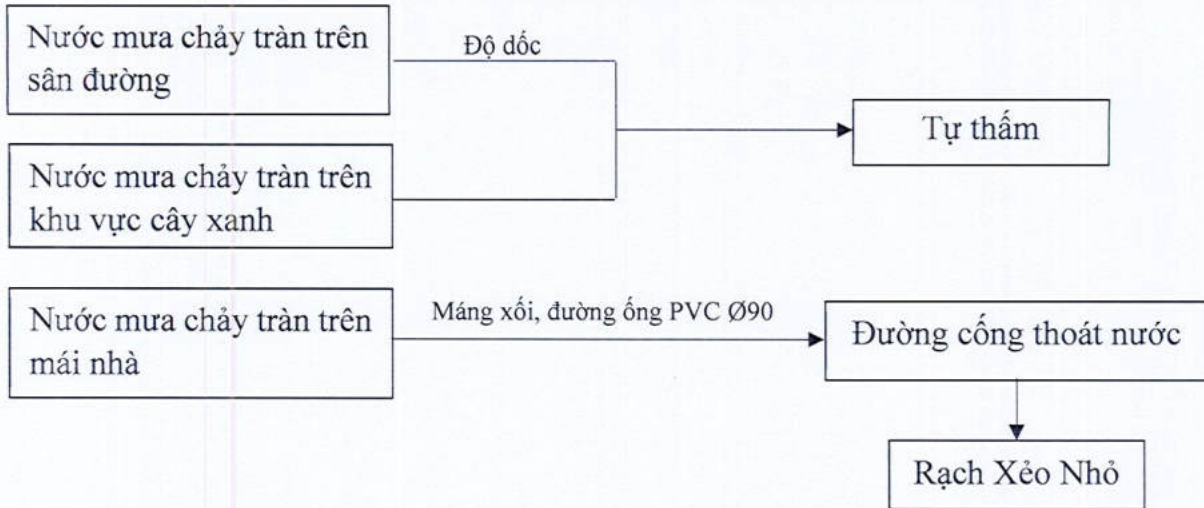 Nước mưa chảy tràn trên
sân đường
Độ dốc
Tự thấm
Nước mưa chảy tràn trên
khu vực cây xanh
Nước mưa chảy tràn trên
mái nhà
Máng xối, đường ống PVC Ø90
Đường cống thoát nước
Rạch Xẻo Nhỏ